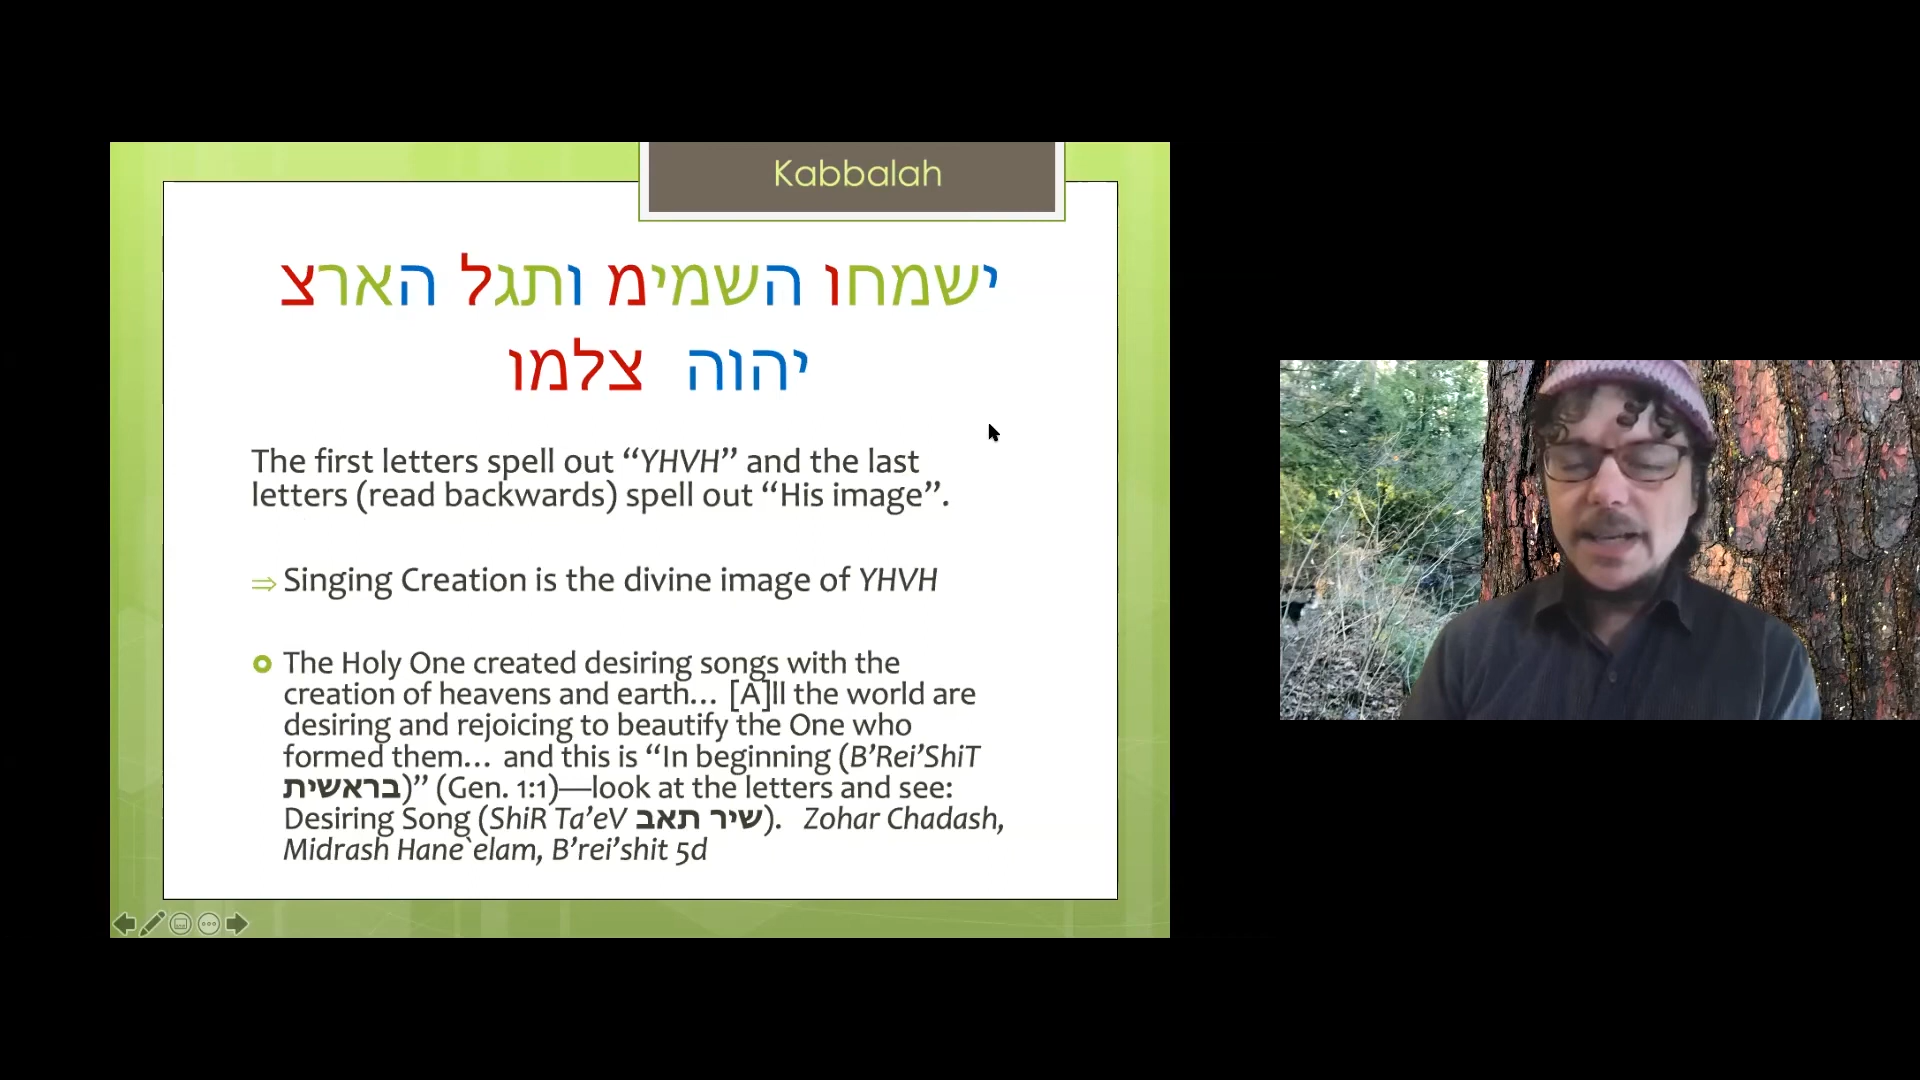 Kabbalah
ישמחו השמימ ותגל הארצ
יהוה צלמו
The first letters spell out “YHVH” and the last
letters (read backwards) spell out “His image”.
⇒ Singing Creation is the divine image of YHVH
The Holy One created desiring songs with the
creation of heavens and earth… [A]ll the world are
desiring and rejoicing to beautify the One who
formed them… and this is “In beginning (B’Rei’ShiT
בראשית)” (Gen. 1:1)—look at the letters and see:
Desiring Song (ShiR Ta’eV שיר תאב). Zohar Chadash,
Midrash Hane`elam, B’rei’shit 5d